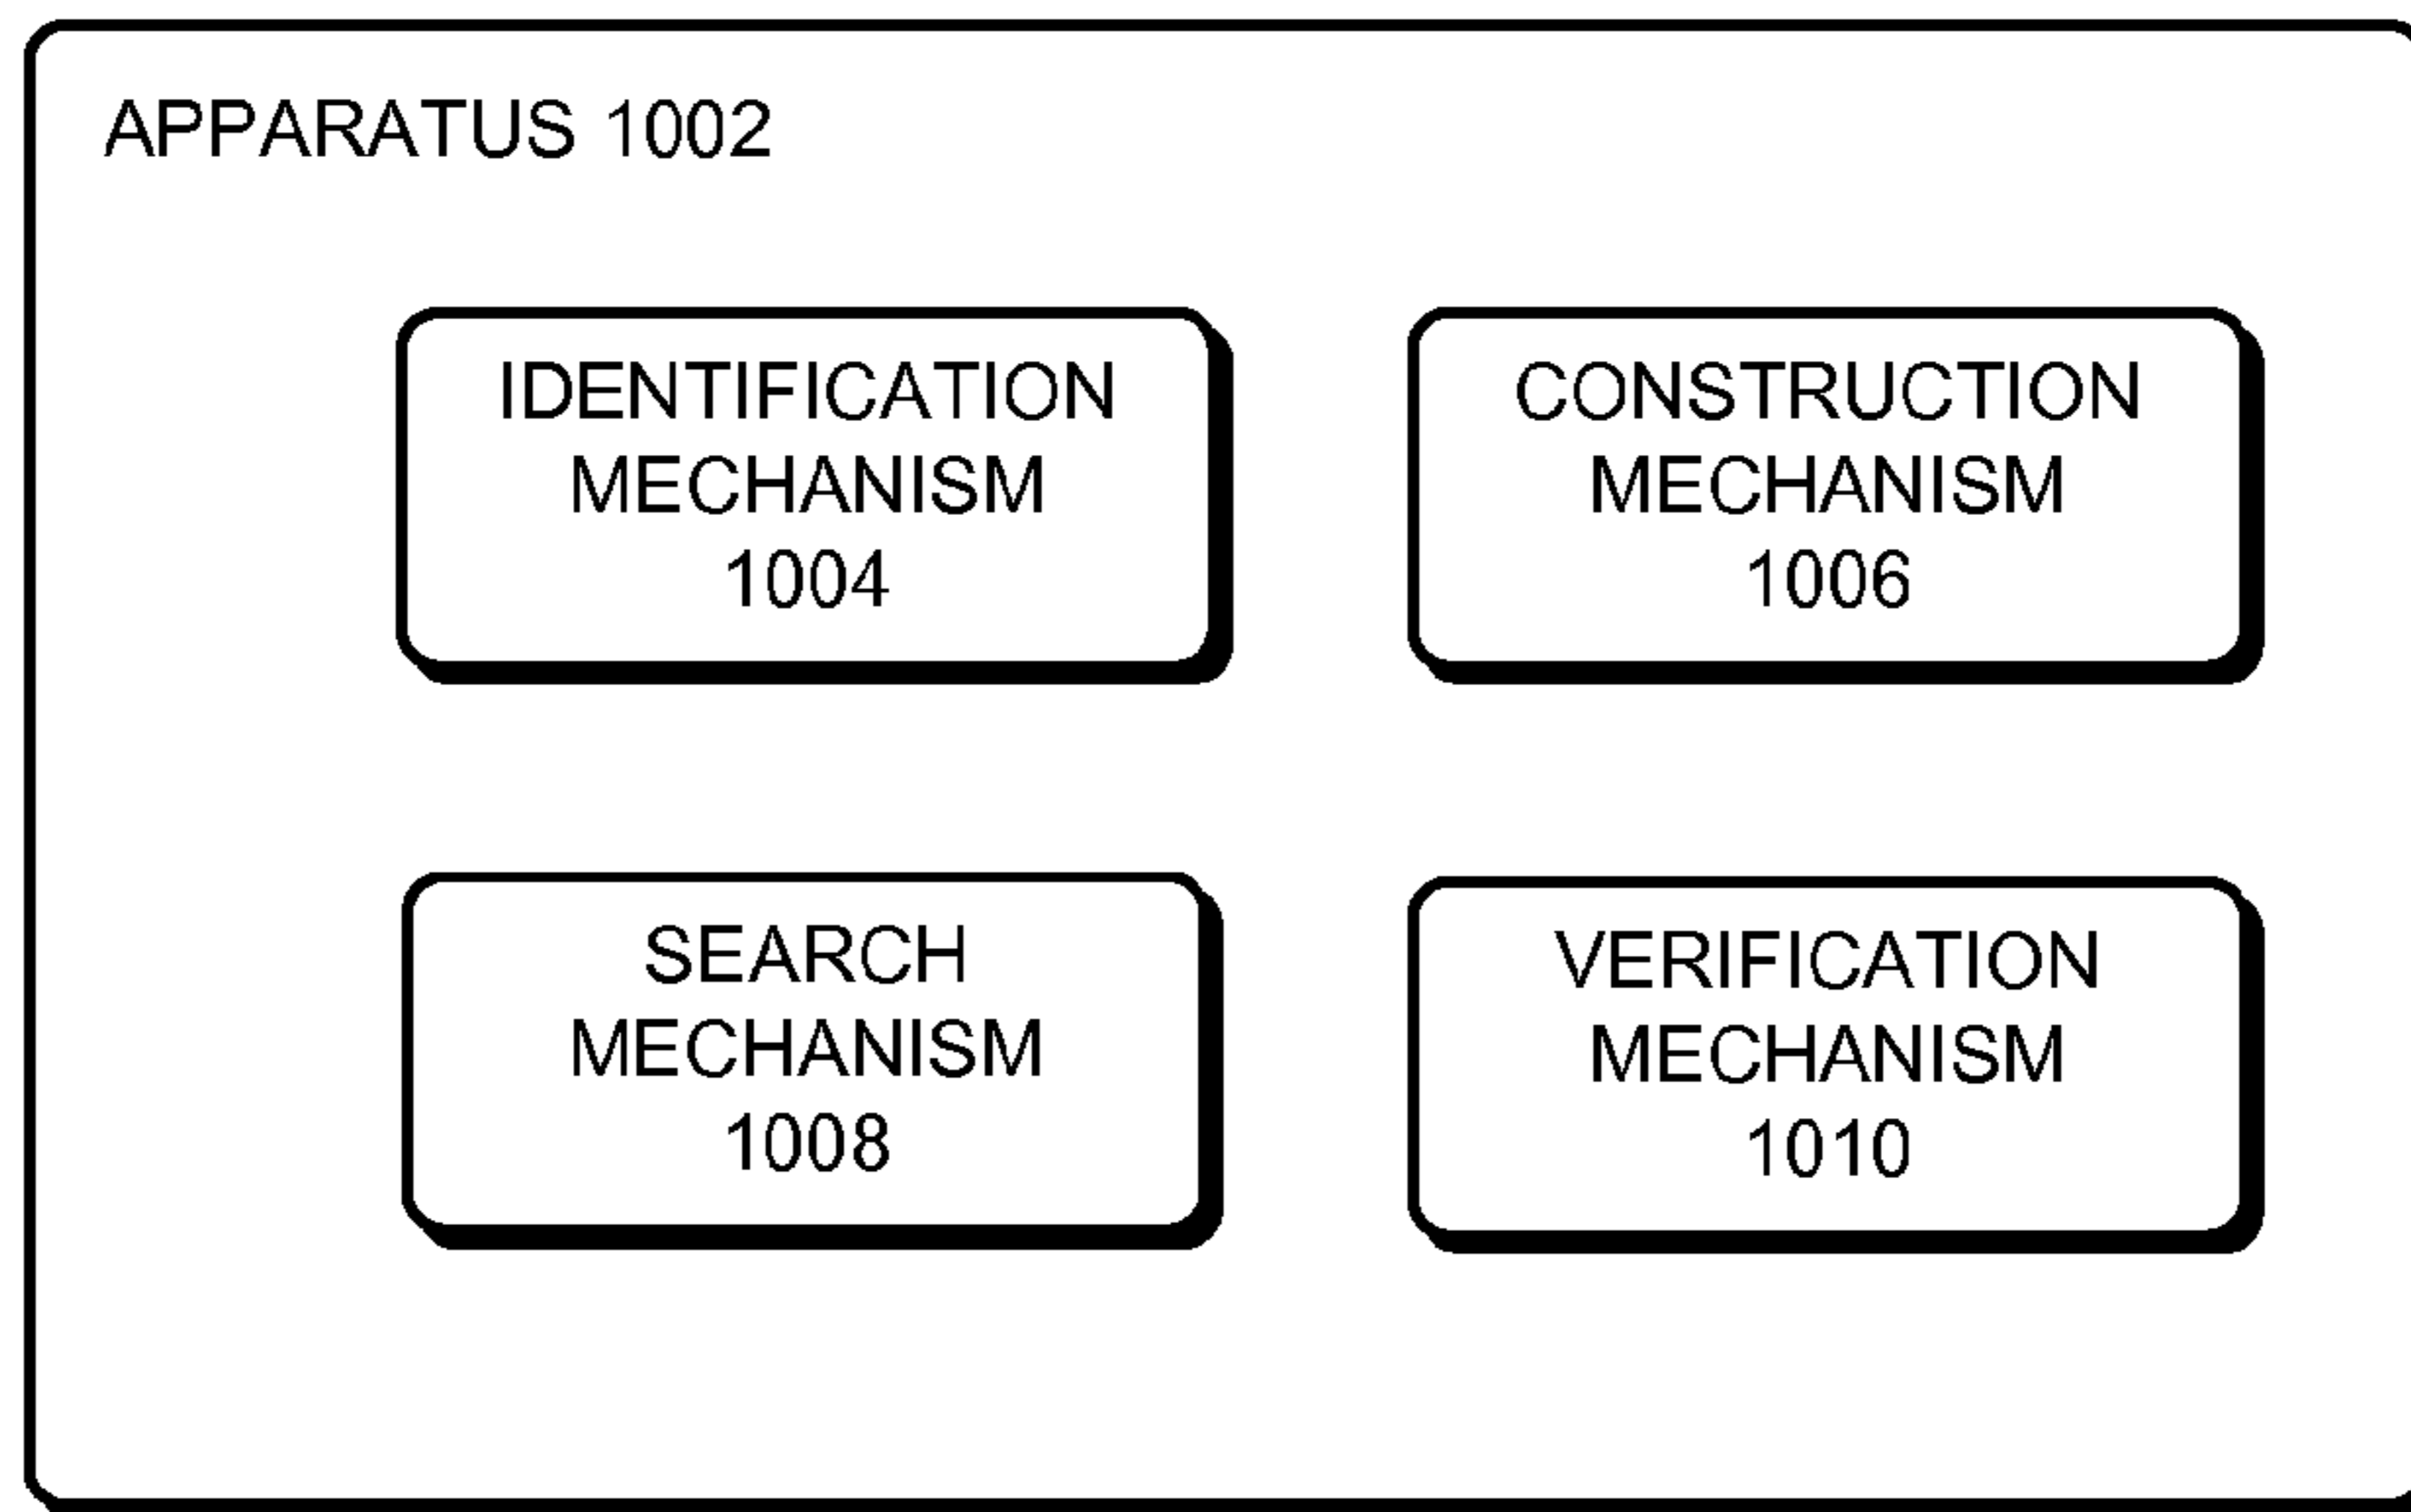 APPARATUS 1002
IDENTIFICATION
MECHANISM
1004
CONSTRUCTION
MECHANISM
1006
SEARCH
MECHANISM
1008
VERIFICATION
MECHANISM
1010